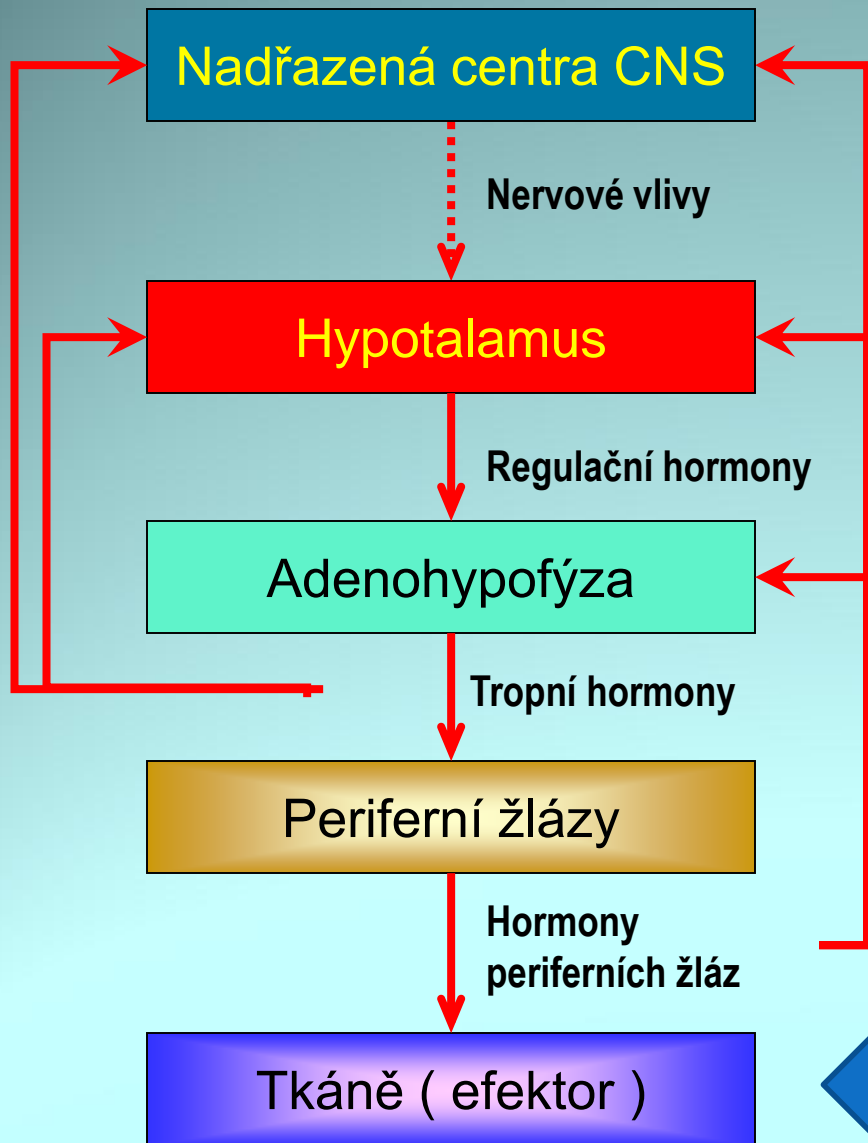 Nadřazená centra CNS
Nervové vlivy
Hypotalamus
Regulační hormony
Adenohypofýza
Tropní hormony
Periferní žlázy
Hormony
periferních žláz
Tkáně ( efektor )